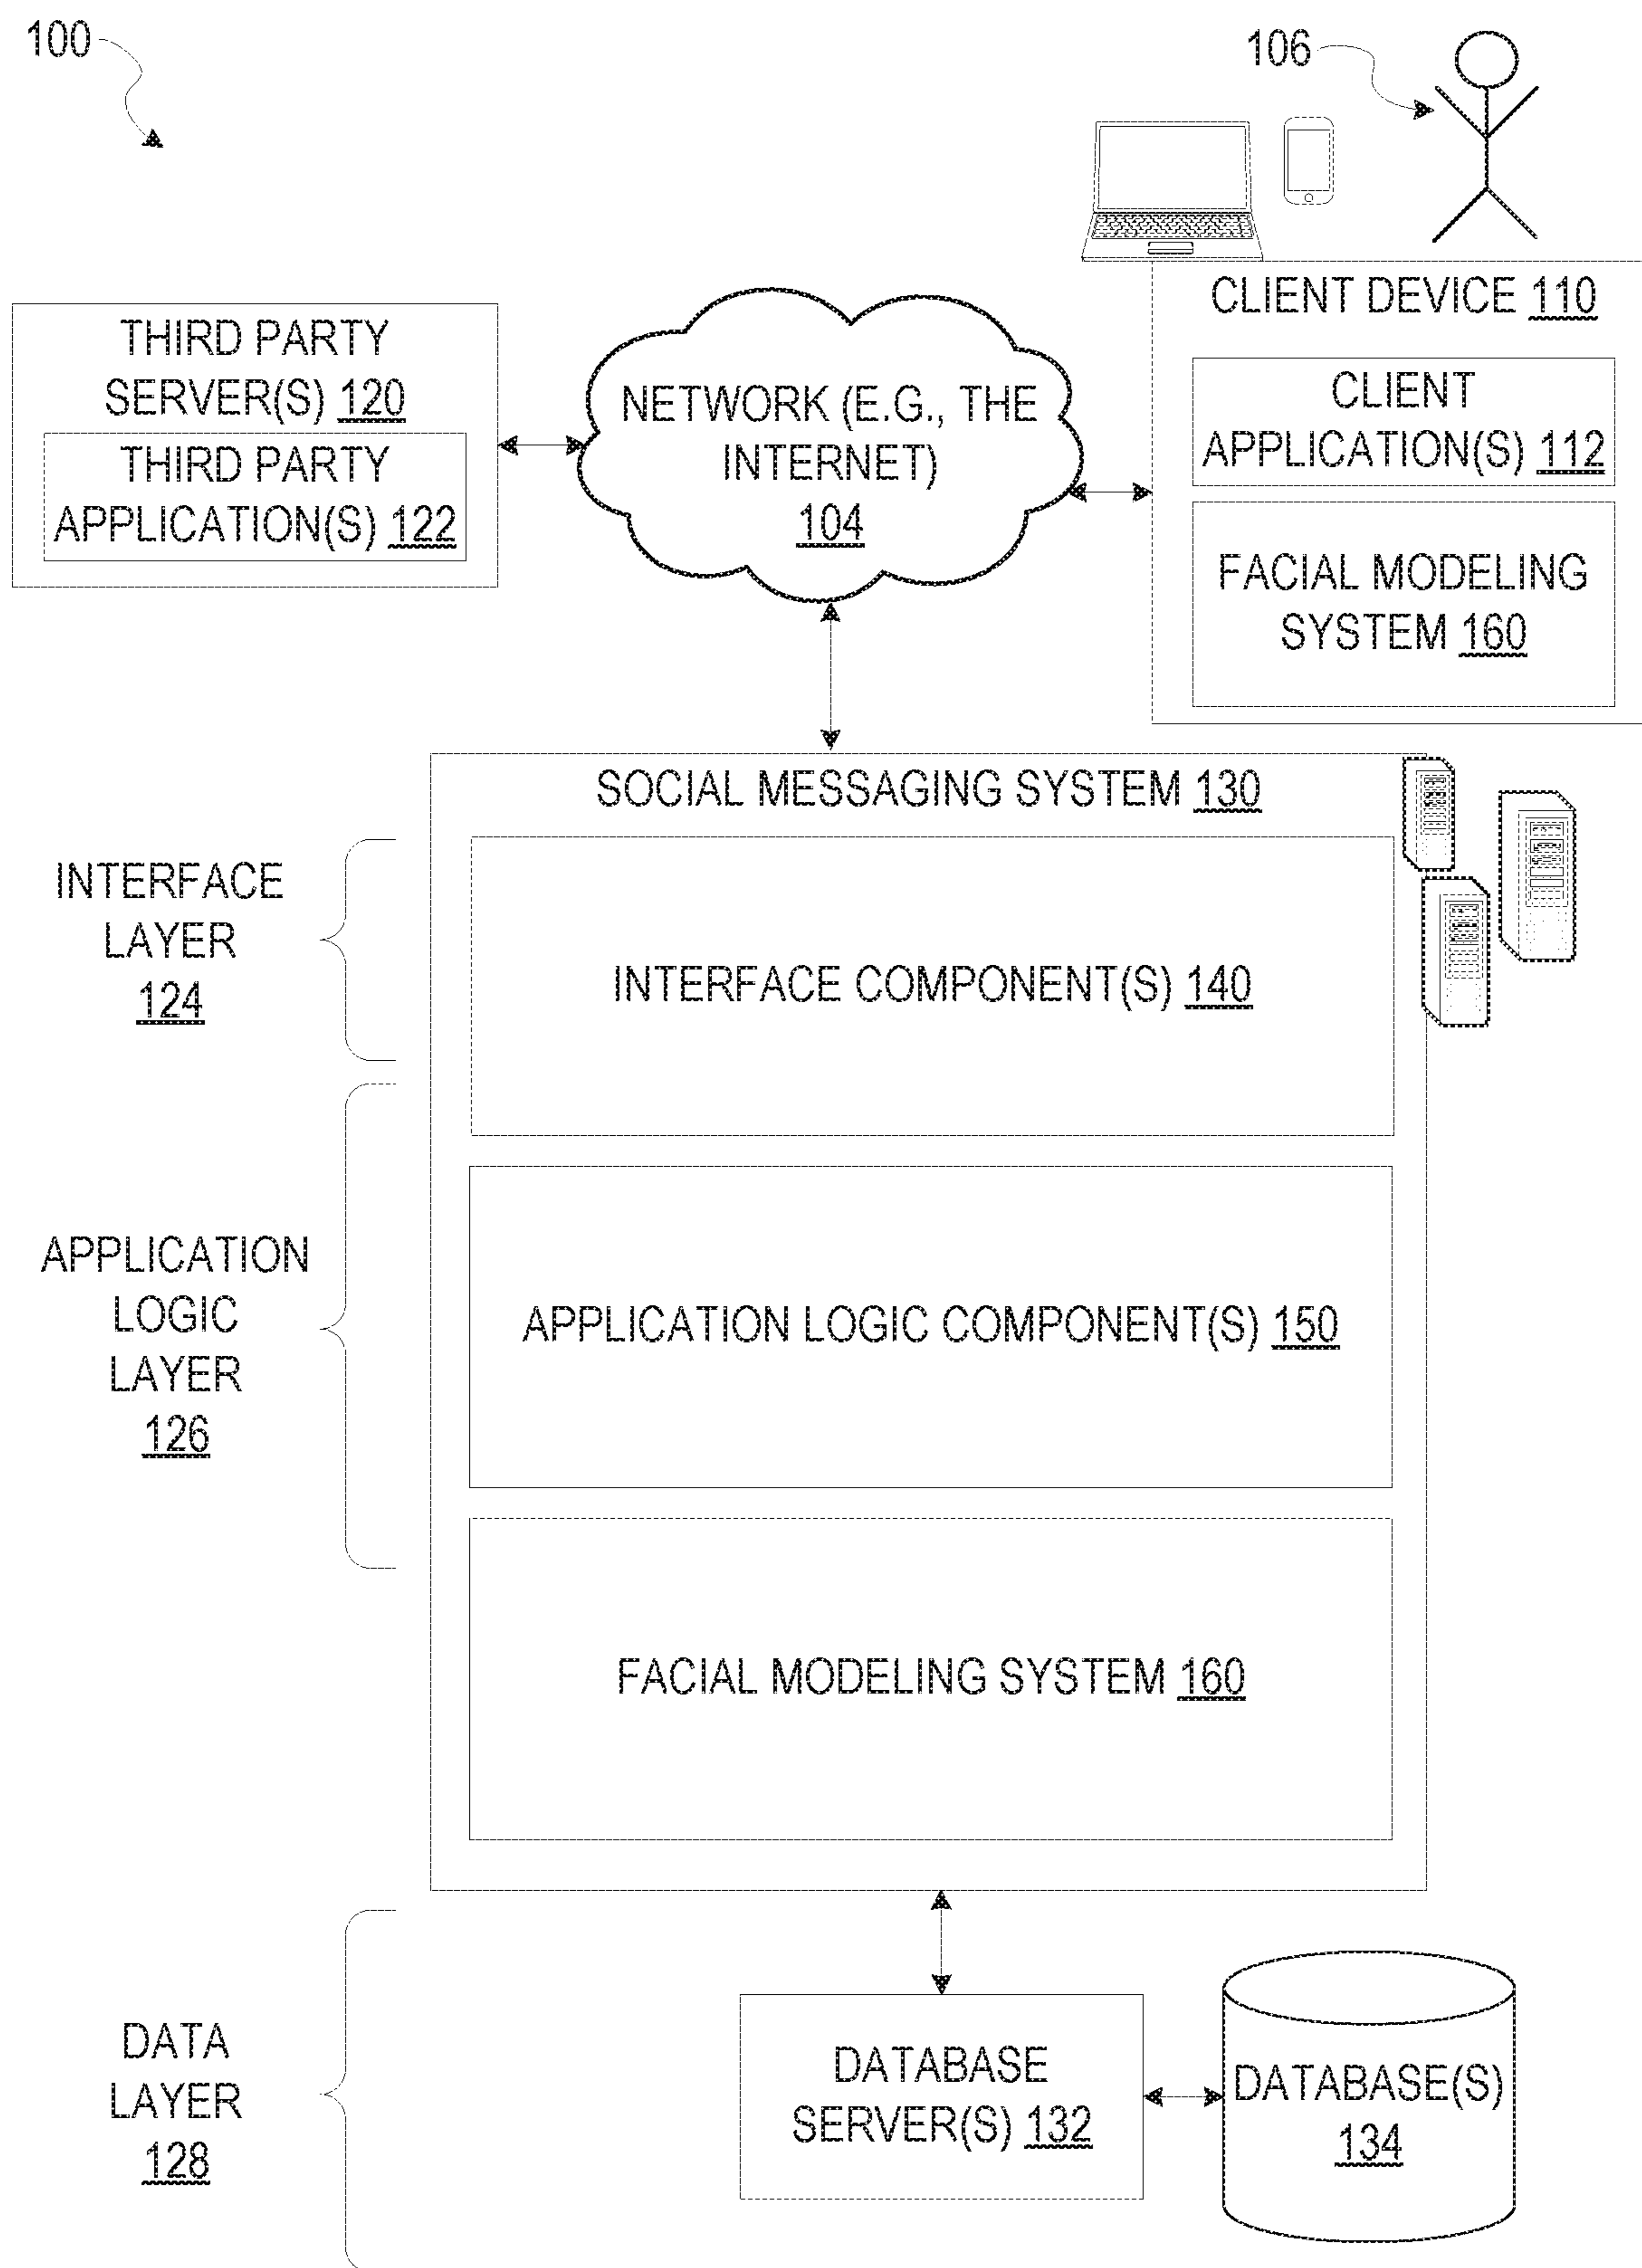 100
106
THIRD PARTY
SERVER(S) 120
THIRD PARTY
APPLICATION(S) 122
NETWORK (E.G., THE
INTERNET)
104
CLIENT DEVICE 110
CLIENT
APPLICATION(S) 112
FACIAL MODELING
SYSTEM 160
SOCIAL MESSAGING SYSTEM 130
INTERFACE
LAYER
124
INTERFACE COMPONENT(S) 140
APPLICATION
LOGIC
LAYER
126
APPLICATION LOGIC COMPONENT(S) 150
FACIAL MODELING SYSTEM 160
DATA
LAYER
128
DATABASE
SERVER(S) 132
DATABASE(S)
134